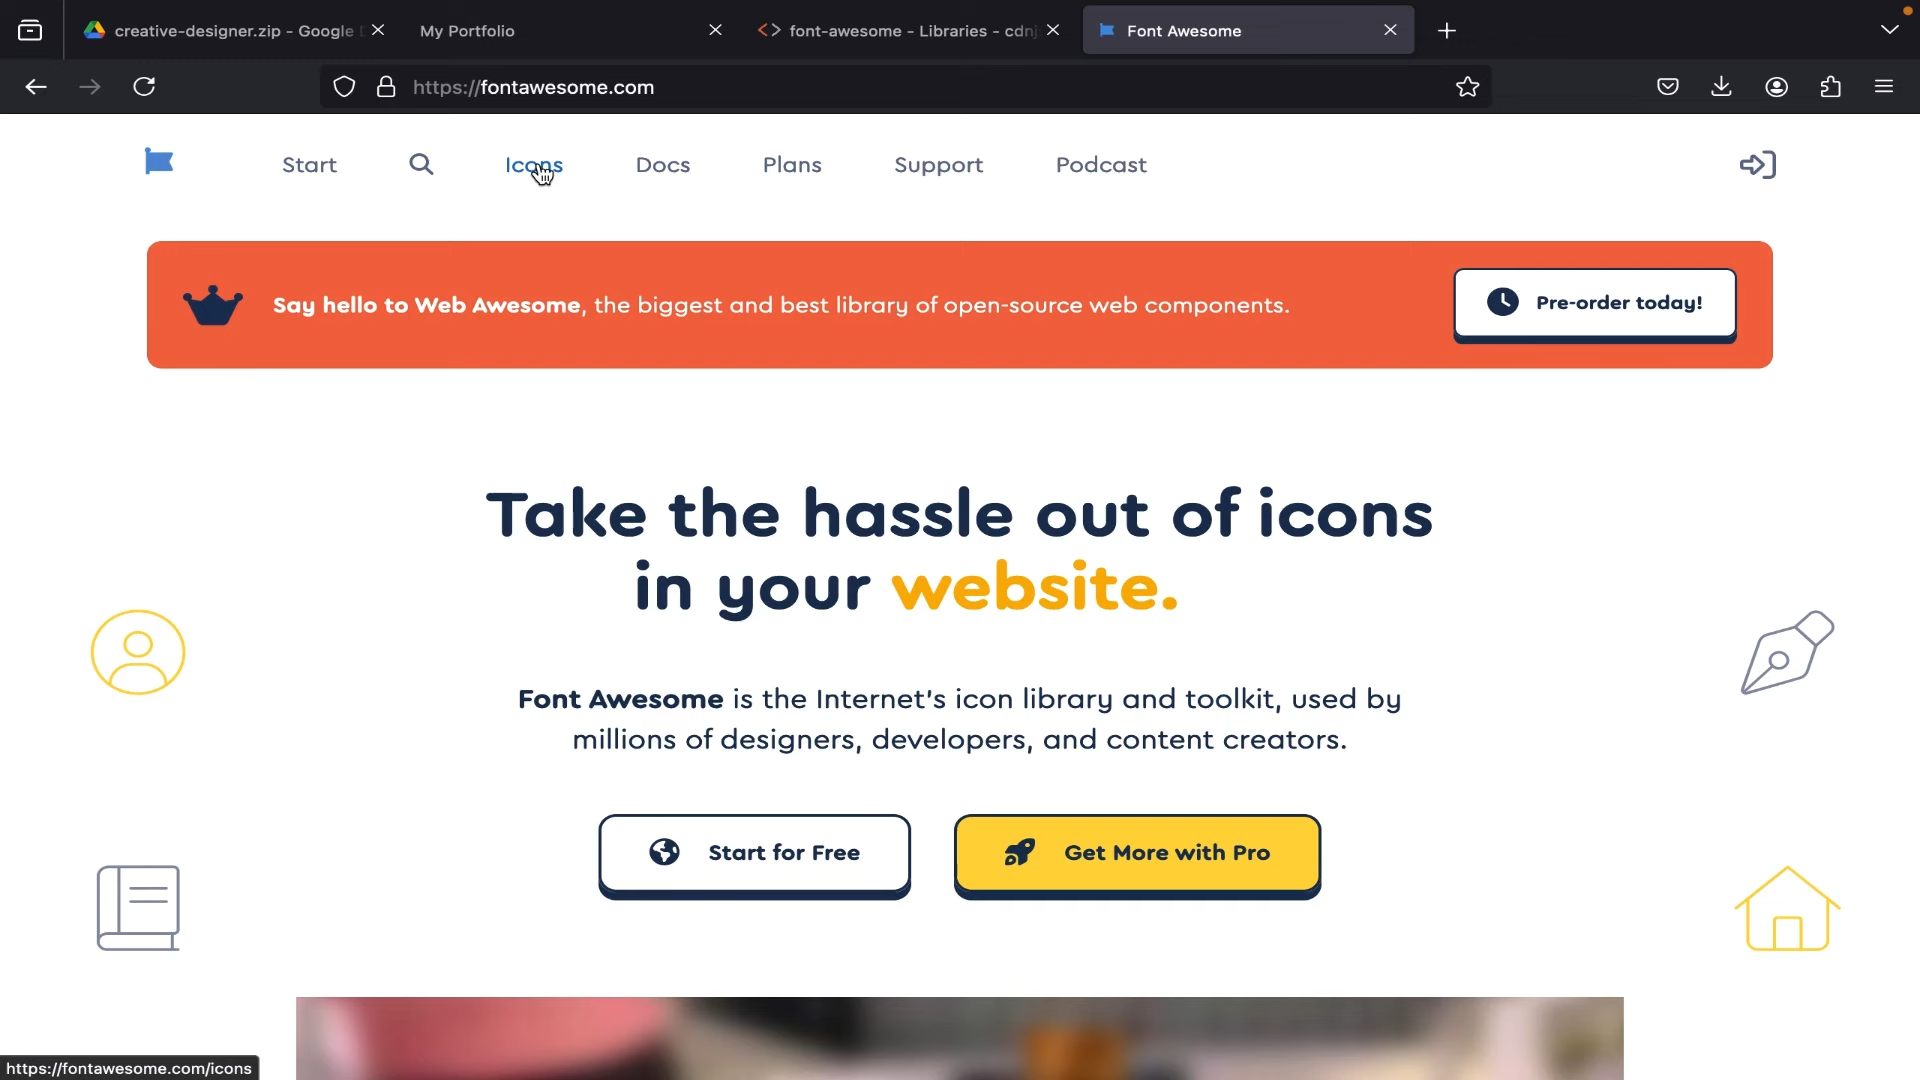 creative-designer.zip - Google
My Portfolio
font-awesome - Libraries - cdnj
Font Awesome
https://fontawesome.com
Start
Icons
Docs
Plans
Support
Podcast
Say hello to Web Awesome, the biggest and best library of open-source web components.
Pre-order today!
Take the hassle out of icons
in your website.
Font Awesome is the Internet's icon library and toolkit, used by
millions of designers, developers, and content creators.
Start for Free
Get More with Pro
https://fontawesome.com/icons